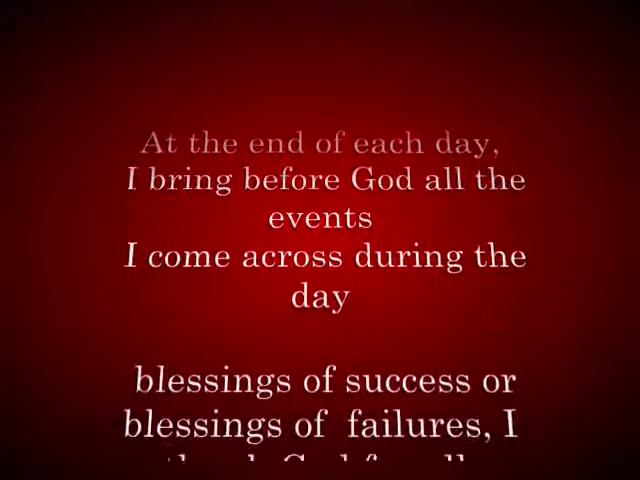 At the end of each day,
I bring before God all the
events
I come across during the
day
blessings of success or
blessings of failures, I